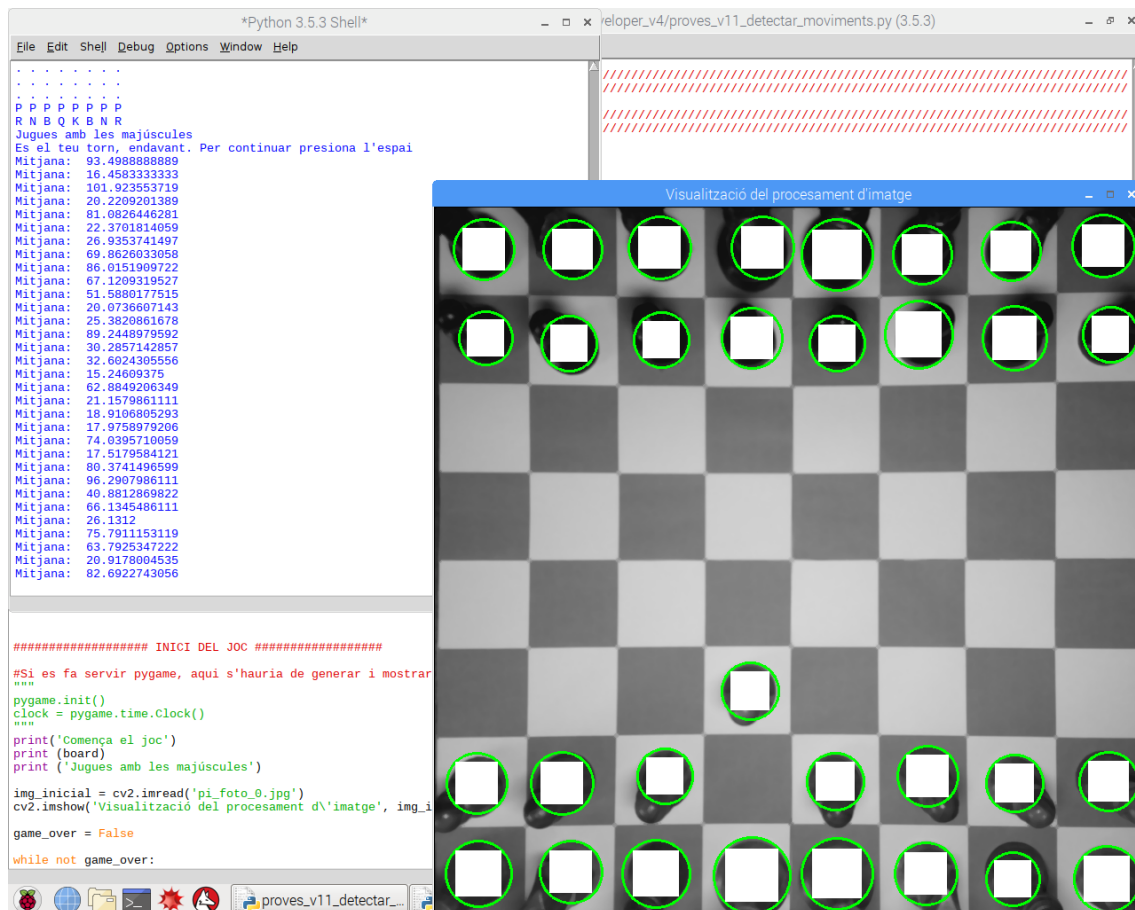 *Python 3.5.3 Shell*
File Edit Shell Debug Options Window Help
. . . . . . . .
. . . . . . . .
. . . . . . . .
P P P P P P P P
R N B Q K B N R
Jugues amb les majúscules
Es el teu torn, endavant. Per continuar presiona l'espai
Mitjana:  93.4988888889
Mitjana:  16.4583333333
Mitjana:  101.923553719
Mitjana:  20.2209201389
Mitjana:  81.0826446281
Mitjana:  22.3701814059
Mitjana:  26.9353741497
Mitjana:  69.8626033058
Mitjana:  86.0151909722
Mitjana:  67.1209319527
Mitjana:  51.5880177515
Mitjana:  20.0736607143
Mitjana:  25.3820861678
Mitjana:  89.2448979592
Mitjana:  30.2857142857
Mitjana:  32.6024305556
Mitjana:  15.24609375
Mitjana:  62.8849206349
Mitjana:  21.1579861111
Mitjana:  18.9106805293
Mitjana:  17.9758979206
Mitjana:  74.0395710059
Mitjana:  17.5179584121
Mitjana:  80.3741496599
Mitjana:  96.2907986111
Mitjana:  40.8812869822
Mitjana:  66.1345486111
Mitjana:  26.1312
Mitjana:  75.7911153119
Mitjana:  63.7925347222
Mitjana:  20.9178004535
Mitjana:  82.6922743056
veloper_v4/proves_v11_detectar_moviments.py (3.5.3)
//////////////////////////////////////////////////////////////////////////
//////////////////////////////////////////////////////////////////////////
//////////////////////////////////////////////////////////////////////////
//////////////////////////////////////////////////////////////////////////
Visualització del procesament d'imatge
################### INICI DEL JOC ##################
#Si es fa servir pygame, aqui s'hauria de generar i mostrar
"""
pygame.init()
clock = pygame.time.Clock()
"""
print('Comença el joc')
print (board)
print ('Jugues amb les majúscules')
img_inicial = cv2.imread('pi_foto_0.jpg')
cv2.imshow('Visualització del procesament d\'imatge', img_i
game_over = False
while not game_over:
proves_v11_detectar_...